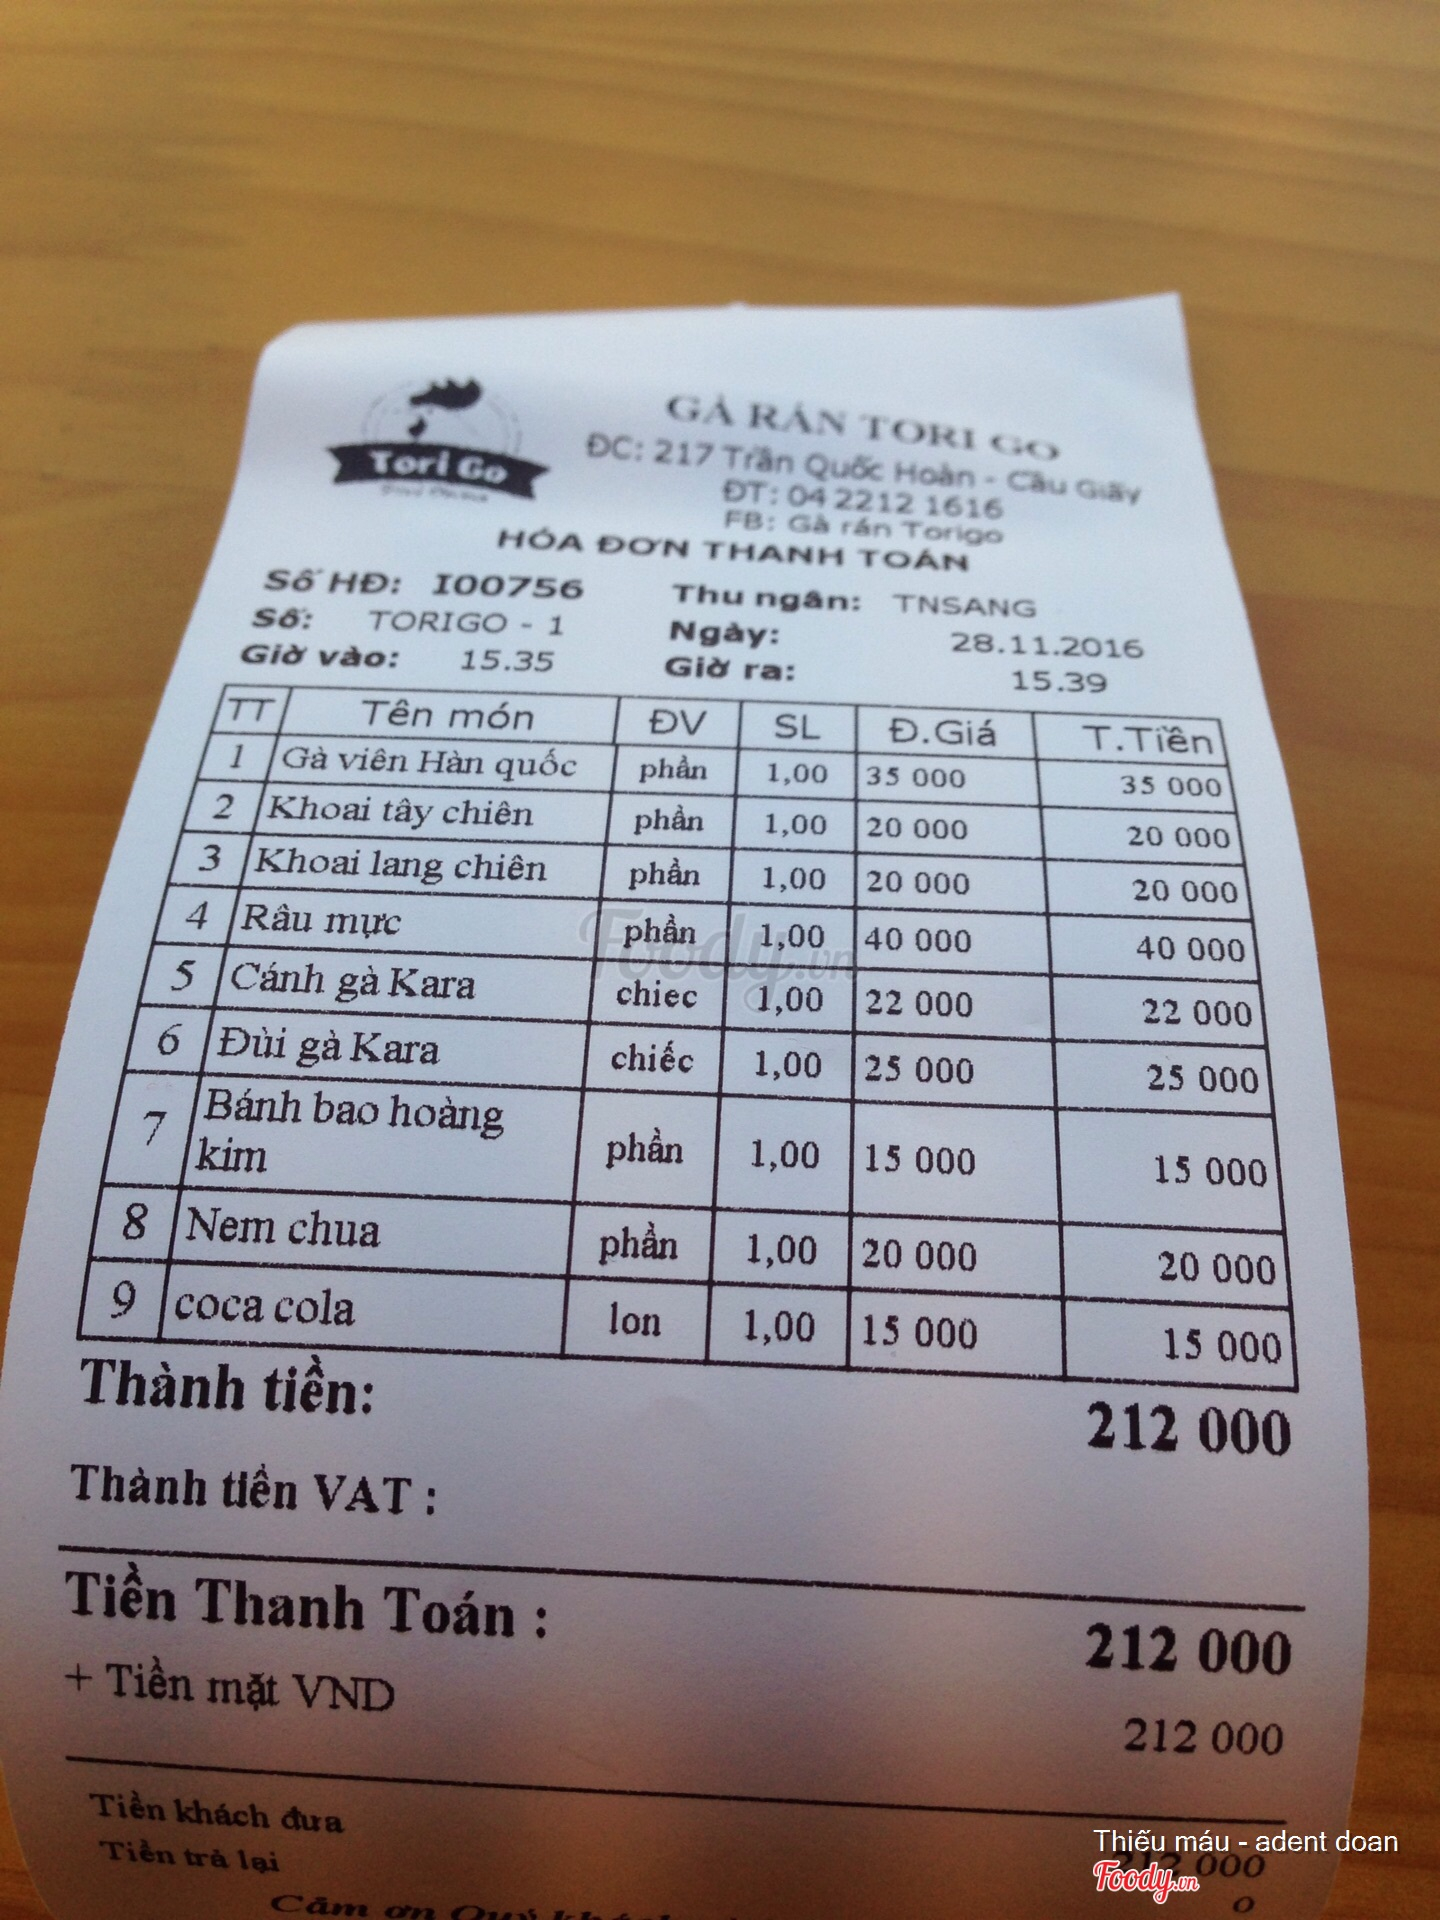 Tori Go
GÀ RÁN TORI GO
ĐC: 217 Trần Quốc Hoàn - Cầu Giấy
ĐT: 04 2212 1616
FB: Gà rán Torigo
HÓA ĐƠN THANH TOÁN
Số HĐ: I00756 Thu ngân: TNSANG
Số: TORIGO - 1 Ngày: 28.11.2016
Giờ vào: 15.35 Giờ ra: 15.39
TT Tên món ĐV SL Đ.Giá T.Tiền
1 Gà viên Hàn quốc phần 1,00 35 000 35 000
2 Khoai tây chiên phần 1,00 20 000 20 000
3 Khoai lang chiên phần 1,00 20 000 20 000
4 Râu mực phần 1,00 40 000 40 000
5 Cánh gà Kara chiec 1,00 22 000 22 000
6 Đùi gà Kara chiếc 1,00 25 000 25 000
7 Bánh bao hoàng
kim phần 1,00 15 000 15 000
8 Nem chua phần 1,00 20 000 20 000
9 coca cola lon 1,00 15 000 15 000
Thành tiền: 212 000
Thành tiền VAT :
Tiền Thanh Toán : 212 000
+ Tiền mặt VND 212 000
Tiền khách đưa 212 000
Tiền trả lại 0
Cảm ơn Quý
Foody.vn
Thiếu máu - adent doan
Foody.vn